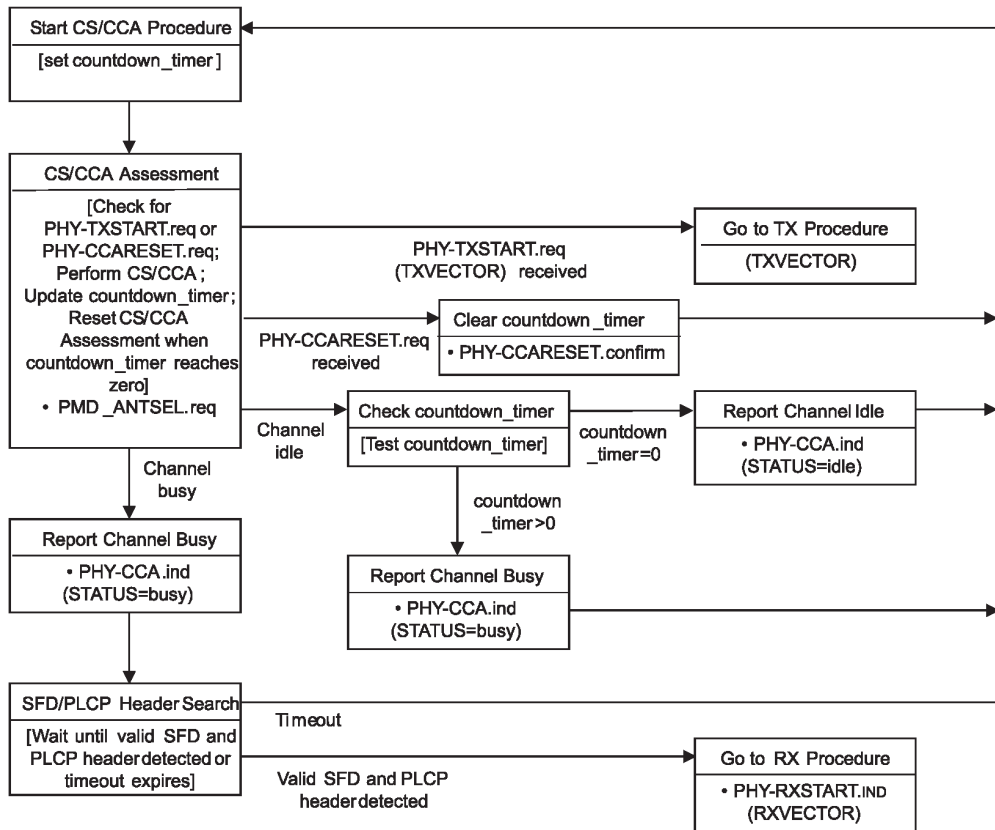 Start CS/CCA Procedure
[set countdown_timer ]
CS/CCA Assessment
[Check for
PHY-TXSTART.req or
PHY-CCARESET.req;
Perform CS/CCA ;
Update countdown_timer;
Reset CS/CCA
Assessment when
countdown_timer reaches
zero]
• PMD _ANTSEL.req
PHY-TXSTART.req
(TXVECTOR) received
Go to TX Procedure
(TXVECTOR)
PHY-CCARESET.req
received
Clear countdown _timer
• PHY-CCARESET.confirm
Channel
idle
Check countdown_timer
[Test countdown_timer]
countdown
_timer=0
Report Channel Idle
• PHY-CCA.ind
(STATUS=idle)
Channel
busy
countdown
_timer>0
Report Channel Busy
• PHY-CCA.ind
(STATUS=busy)
Report Channel Busy
• PHY-CCA.ind
(STATUS=busy)
SFD/PLCP Header Search
[Wait until valid SFD and
PLCP header detected or
timeout expires]
Timeout
Valid SFD and PLCP
header detected
Go to RX Procedure
• PHY-RXSTART.IND
(RXVECTOR)